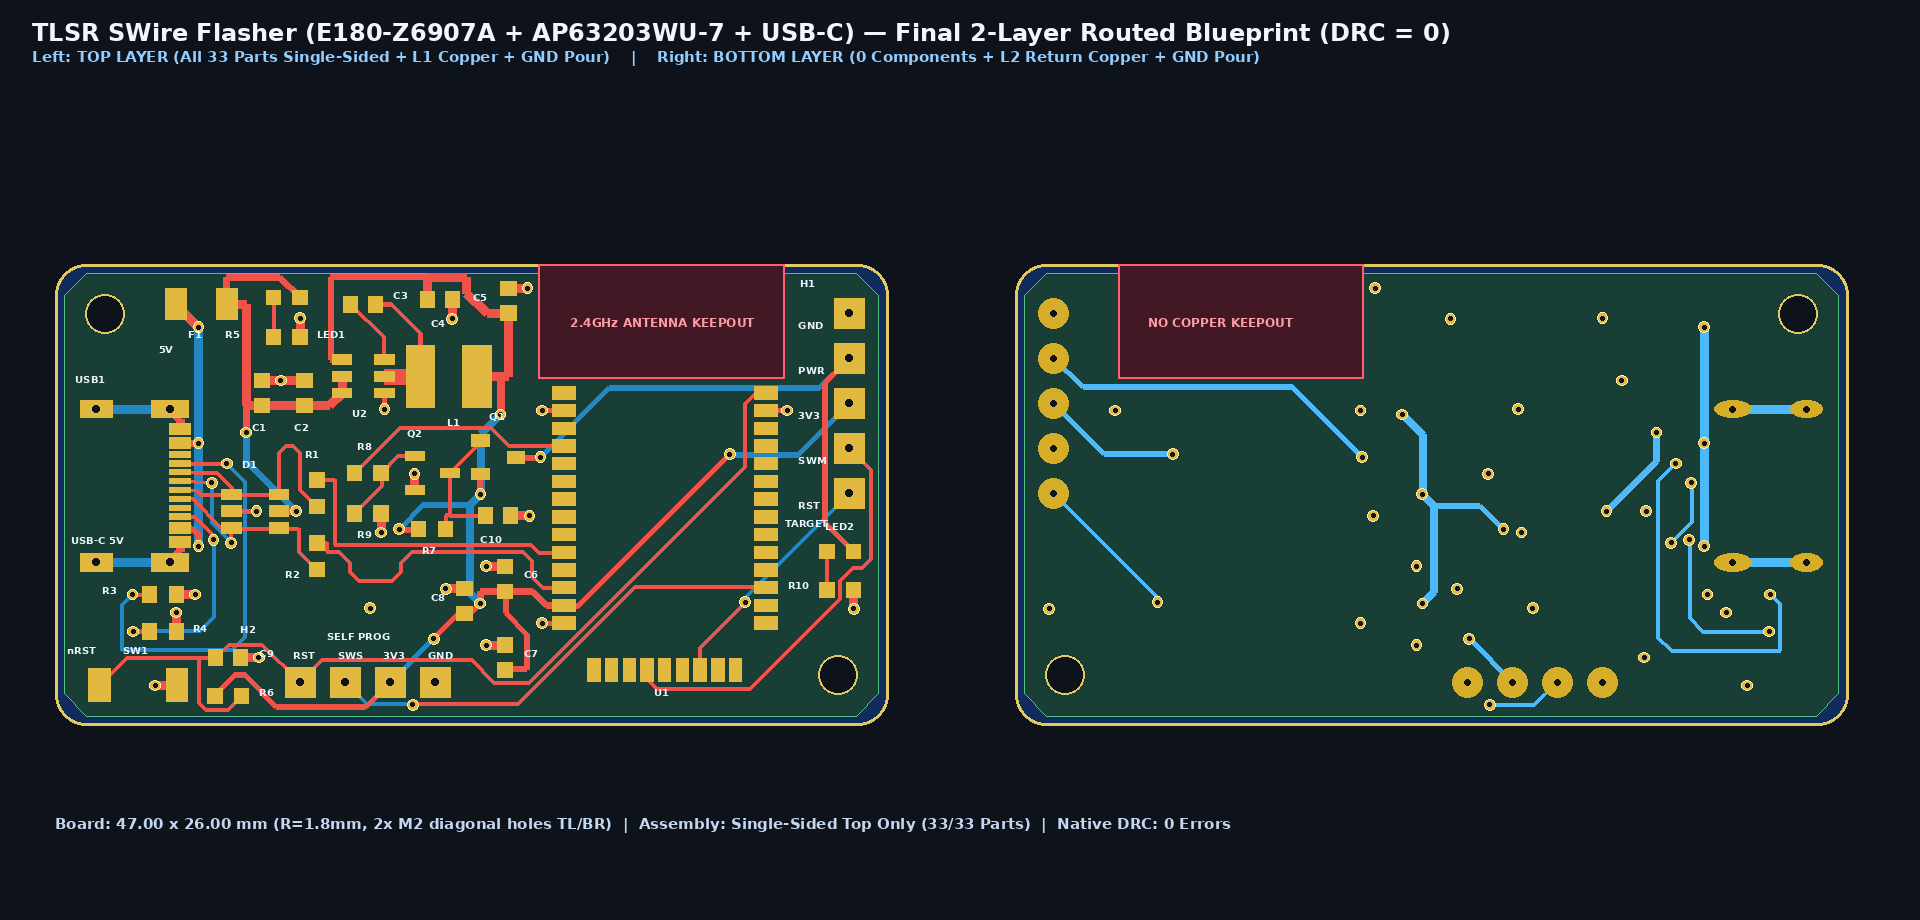 TLSR SWire Flasher (E180-Z6907A + AP63203WU-7 + USB-C) — Final 2-Layer Routed Blueprint (DRC = 0)
Left: TOP LAYER (All 33 Parts Single-Sided + L1 Copper + GND Pour) | Right: BOTTOM LAYER (0 Components + L2 Return Copper + GND Pour)
H1
C3
C5
2.4GHz ANTENNA KEEPOUT
NO COPPER KEEPOUT
C4
GND
F1
R5
LED1
5V
PWR
USB1
U2
3V3
C1
C2
L1
Q1
Q2
R8
R1
D1
SWM
RST
TARGET
LED2
R9
USB-C 5V
C10
R7
R2
C6
R10
R3
C8
R4
H2
SELF PROG
nRST
SW1
C9
RST
SWS
3V3
GND
C7
R6
U1
Board: 47.00 x 26.00 mm (R=1.8mm, 2x M2 diagonal holes TL/BR) | Assembly: Single-Sided Top Only (33/33 Parts) | Native DRC: 0 Errors